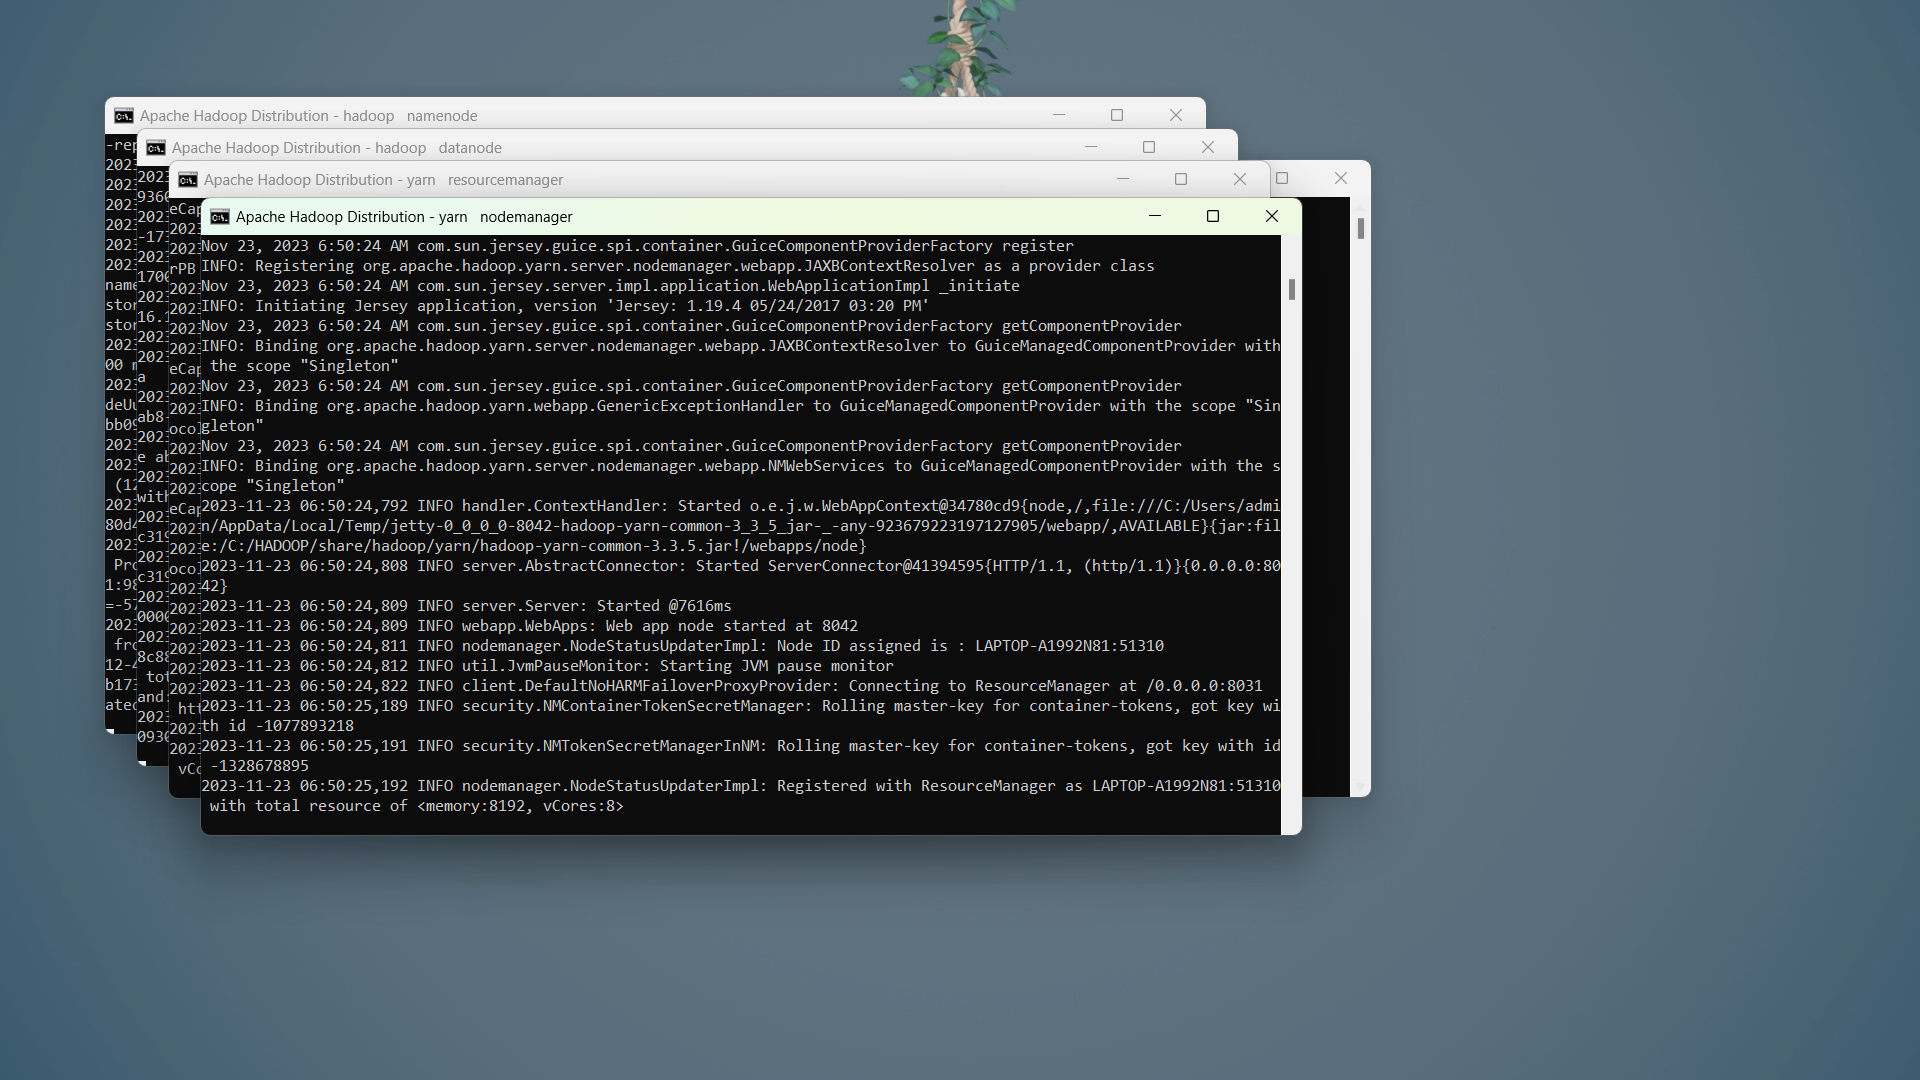 Apache Hadoop Distribution - hadoop   namenode
Apache Hadoop Distribution - hadoop   datanode
Apache Hadoop Distribution - yarn   resourcemanager
Apache Hadoop Distribution - yarn   nodemanager
Nov 23, 2023 6:50:24 AM com.sun.jersey.guice.spi.container.GuiceComponentProviderFactory register
INFO: Registering org.apache.hadoop.yarn.server.nodemanager.webapp.JAXBContextResolver as a provider class
Nov 23, 2023 6:50:24 AM com.sun.jersey.server.impl.application.WebApplicationImpl _initiate
INFO: Initiating Jersey application, version 'Jersey: 1.19.4 05/24/2017 03:20 PM'
Nov 23, 2023 6:50:24 AM com.sun.jersey.guice.spi.container.GuiceComponentProviderFactory getComponentProvider
INFO: Binding org.apache.hadoop.yarn.server.nodemanager.webapp.JAXBContextResolver to GuiceManagedComponentProvider with
 the scope "Singleton"
Nov 23, 2023 6:50:24 AM com.sun.jersey.guice.spi.container.GuiceComponentProviderFactory getComponentProvider
INFO: Binding org.apache.hadoop.yarn.webapp.GenericExceptionHandler to GuiceManagedComponentProvider with the scope "Sin
gleton"
Nov 23, 2023 6:50:24 AM com.sun.jersey.guice.spi.container.GuiceComponentProviderFactory getComponentProvider
INFO: Binding org.apache.hadoop.yarn.server.nodemanager.webapp.NMWebServices to GuiceManagedComponentProvider with the s
cope "Singleton"
2023-11-23 06:50:24,792 INFO handler.ContextHandler: Started o.e.j.w.WebAppContext@34780cd9{node,/,file:///C:/Users/admi
n/AppData/Local/Temp/jetty-0_0_0_0-8042-hadoop-yarn-common-3_3_5_jar-_-any-923679223197127905/webapp/,AVAILABLE}{jar:fil
e:/C:/HADOOP/share/hadoop/yarn/hadoop-yarn-common-3.3.5.jar!/webapps/node}
2023-11-23 06:50:24,808 INFO server.AbstractConnector: Started ServerConnector@41394595{HTTP/1.1, (http/1.1)}{0.0.0.0:80
42}
2023-11-23 06:50:24,809 INFO server.Server: Started @7616ms
2023-11-23 06:50:24,809 INFO webapp.WebApps: Web app node started at 8042
2023-11-23 06:50:24,811 INFO nodemanager.NodeStatusUpdaterImpl: Node ID assigned is : LAPTOP-A1992N81:51310
2023-11-23 06:50:24,812 INFO util.JvmPauseMonitor: Starting JVM pause monitor
2023-11-23 06:50:24,822 INFO client.DefaultNoHARMFailoverProxyProvider: Connecting to ResourceManager at /0.0.0.0:8031
2023-11-23 06:50:25,189 INFO security.NMContainerTokenSecretManager: Rolling master-key for container-tokens, got key wi
th id -1077893218
2023-11-23 06:50:25,191 INFO security.NMTokenSecretManagerInNM: Rolling master-key for container-tokens, got key with id
 -1328678895
2023-11-23 06:50:25,192 INFO nodemanager.NodeStatusUpdaterImpl: Registered with ResourceManager as LAPTOP-A1992N81:51310
 with total resource of <memory:8192, vCores:8>